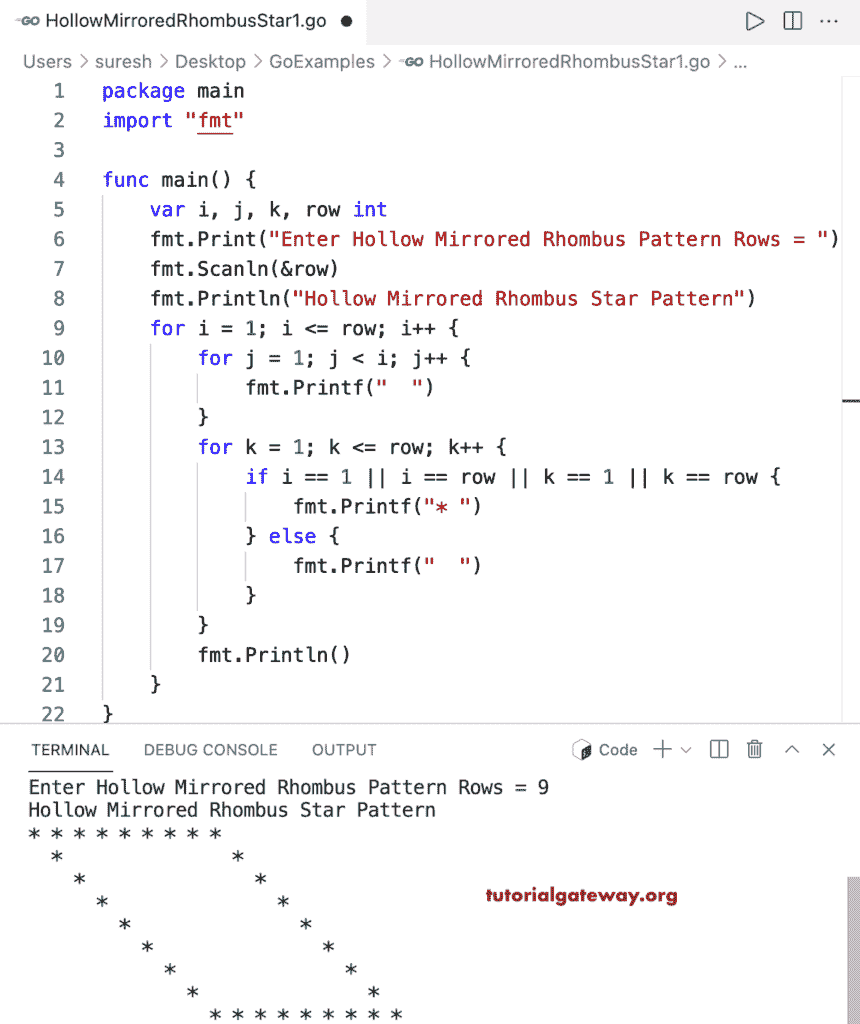 GO HollowMirroredRhombusStar1.go ●
Users > suresh > Desktop > GoExamples > GO HollowMirroredRhombusStar1.go > ...
1 package main
2 import "fmt"
3
4 func main() {
5     var i, j, k, row int
6     fmt.Print("Enter Hollow Mirrored Rhombus Pattern Rows = ")
7     fmt.Scanln(&row)
8     fmt.Println("Hollow Mirrored Rhombus Star Pattern")
9     for i = 1; i <= row; i++ {
10         for j = 1; j < i; j++ {
11             fmt.Printf("  ")
12         }
13         for k = 1; k <= row; k++ {
14             if i == 1 || i == row || k == 1 || k == row {
15                 fmt.Printf("* ")
16             } else {
17                 fmt.Printf("  ")
18             }
19         }
20         fmt.Println()
21     }
22 }
TERMINAL DEBUG CONSOLE OUTPUT Code
Enter Hollow Mirrored Rhombus Pattern Rows = 9
Hollow Mirrored Rhombus Star Pattern
* * * * * * * * *
  *               *
    *               *
      *               *
        *               *
          *               *
            *               *
              *               *
                * * * * * * * * *
tutorialgateway.org